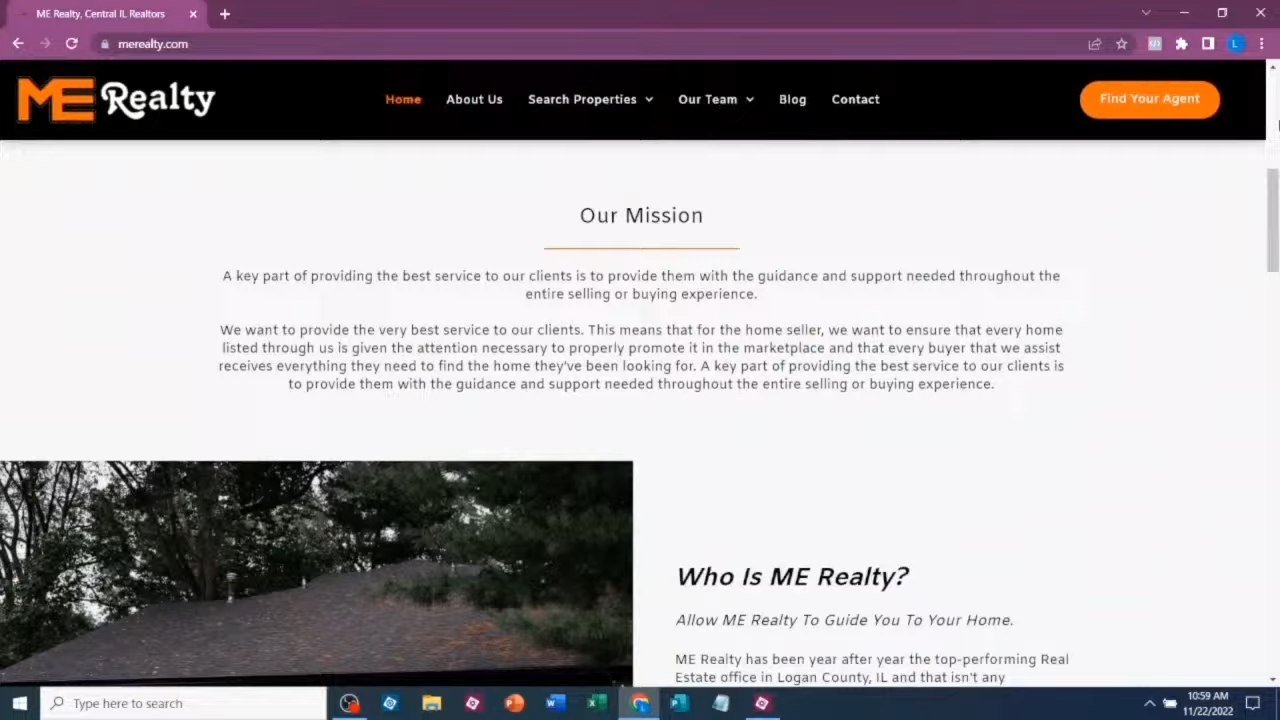 ME Realty, Central IL Realtors
merealty.com
L
ME Realty
Home About Us Search Properties Our Team Blog Contact Find Your Agent
Our Mission
A key part of providing the best service to our clients is to provide them with the guidance and support needed throughout the
entire selling or buying experience.
We want to provide the very best service to our clients. This means that for the home seller, we want to ensure that every home
listed through us is given the attention necessary to properly promote it in the marketplace and that every buyer that we assist
receives everything they need to find the home they've been looking for. A key part of providing the best service to our clients is
to provide them with the guidance and support needed throughout the entire selling or buying experience.
Who Is ME Realty?
Allow ME Realty To Guide You To Your Home.
ME Realty has been year after year the top-performing Real
Estate office in Logan County, IL and that isn't any
Type here to search
10:59 AM
11/22/2022